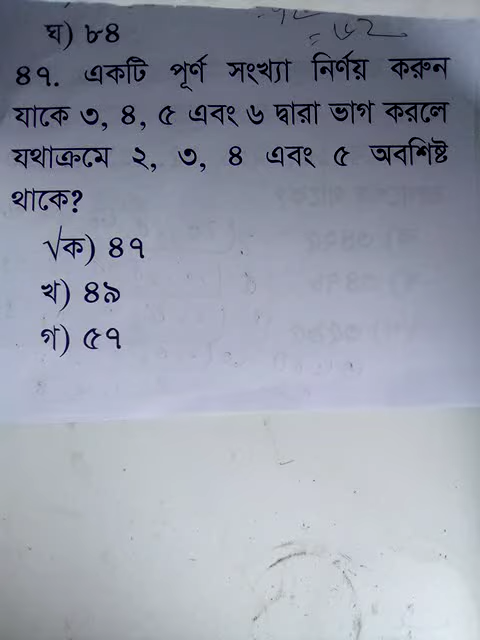 ঘ) ৮৪
৪৭. একটি পূর্ণ সংখ্যা নির্ণয় করুন
যাকে ৩, ৪, ৫ এবং ৬ দ্বারা ভাগ করলে
যথাক্রমে ২, ৩, ৪ এবং ৫ অবশিষ্ট
থাকে?
√ক) ৪৭
খ) ৪৯
গ) ৫৭